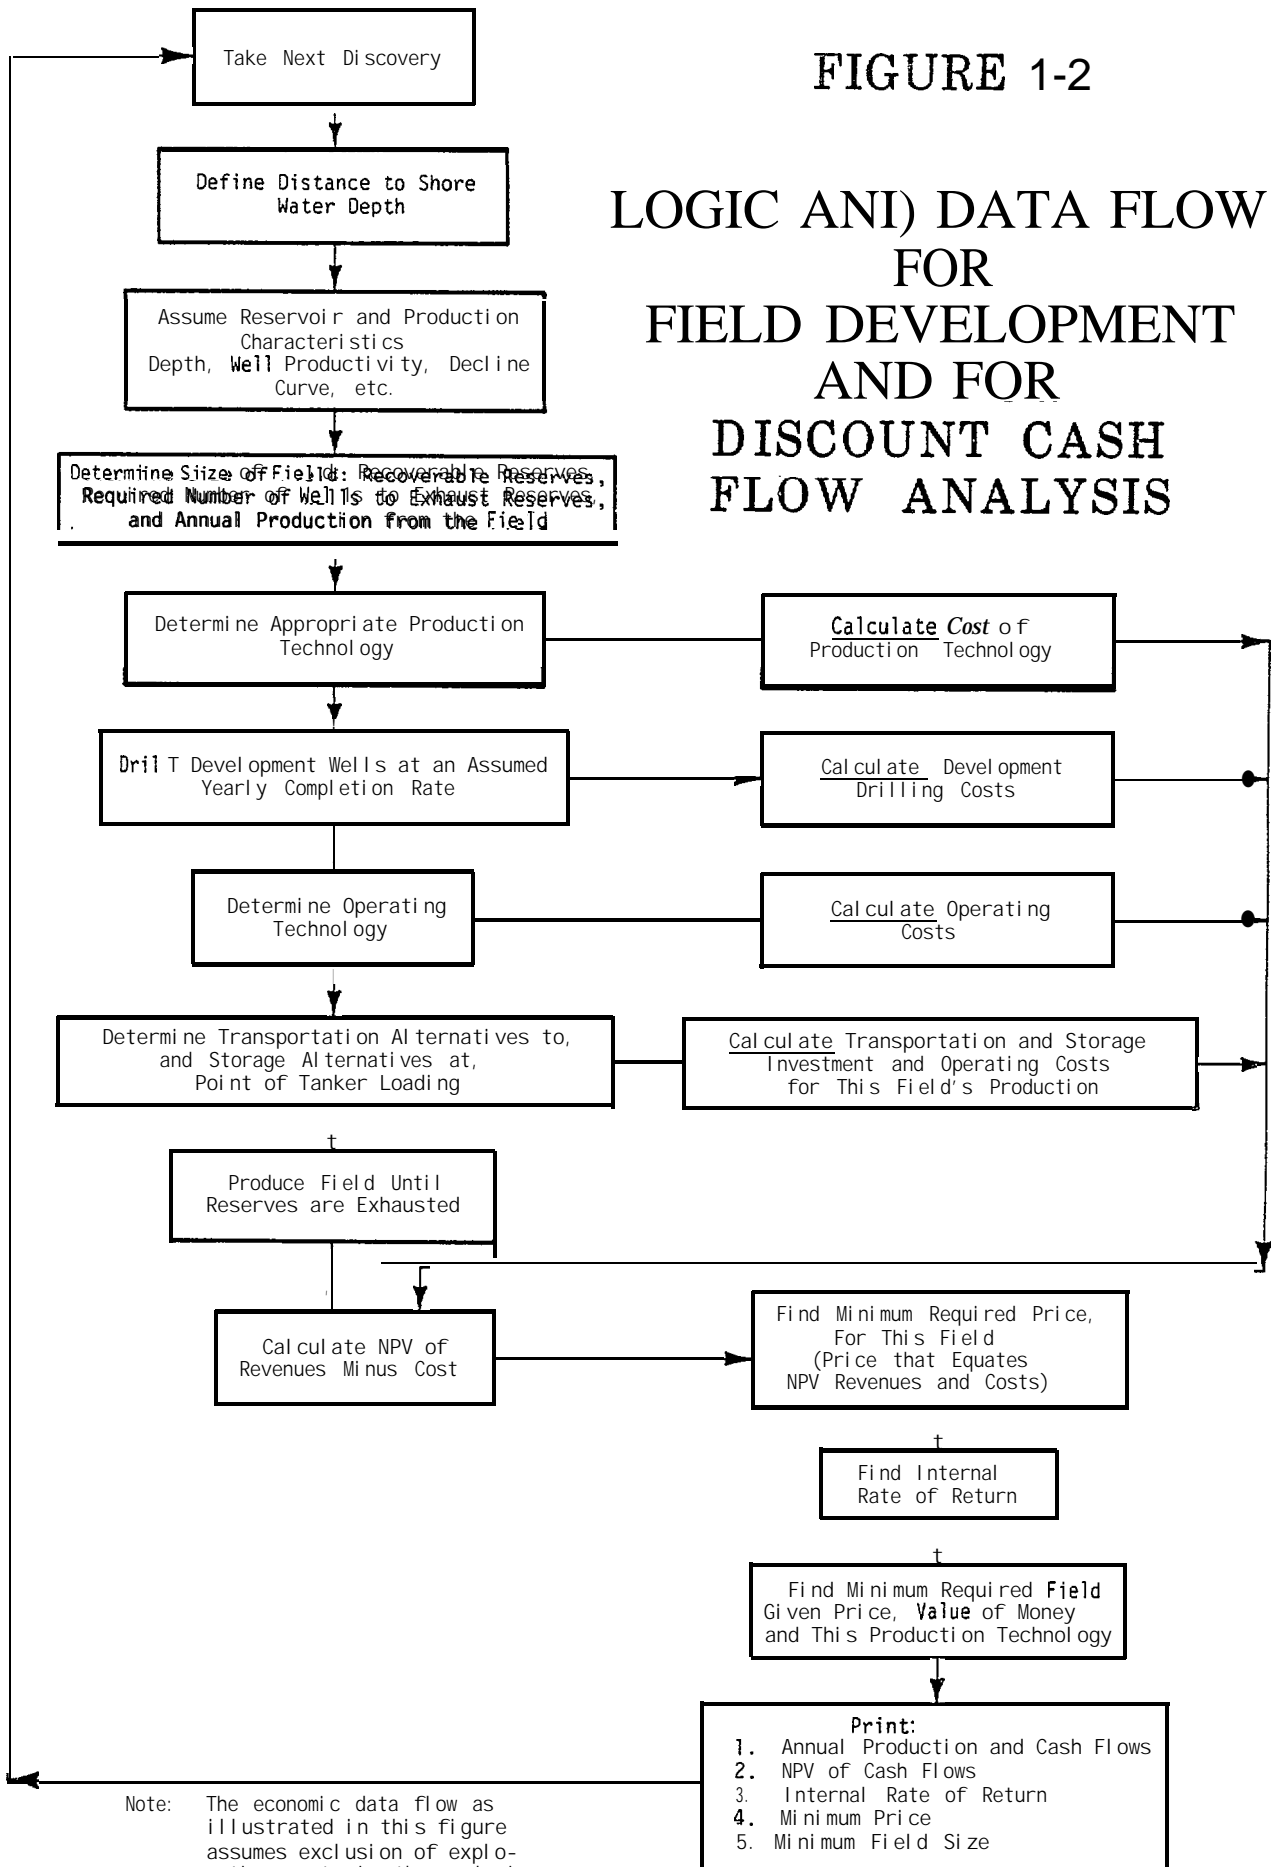 FIGURE 1-2
LOGIC ANI) DATA FLOW
FOR
FIELD DEVELOPMENT
AND FOR
DISCOUNT CASH
FLOW ANALYSIS
Take Next Discovery
Define Distance to Shore
Water Depth
Assume Reservoir and Production
Characteristics
Depth, Well Productivity, Decline
Curve, etc.
Determine Size of Field: Recoverable Reserves,
Required Number of Wells to Exhaust Reserves,
and Annual Production from the Field
Determine Appropriate Production
Technology
Calculate Cost of
Production Technology
Dril T Development Wells at an Assumed
Yearly Completion Rate
Calculate Development
Drilling Costs
Determine Operating
Technology
Calculate Operating
Costs
Determine Transportation Alternatives to,
and Storage Alternatives at,
Point of Tanker Loading
Calculate Transportation and Storage
Investment and Operating Costs
for This Field's Production
t
Produce Field Until
Reserves are Exhausted
Calculate NPV of
Revenues Minus Cost
Find Minimum Required Price,
For This Field
(Price that Equates
NPV Revenues and Costs)
t
Find Internal
Rate of Return
t
Find Minimum Required Field
Given Price, Value of Money
and This Production Technology
Print:
1. Annual Production and Cash Flows
2. NPV of Cash Flows
3. Internal Rate of Return
4. Minimum Price
5. Minimum Field Size
Note: The economic data flow as
illustrated in this figure
assumes exclusion of explo-